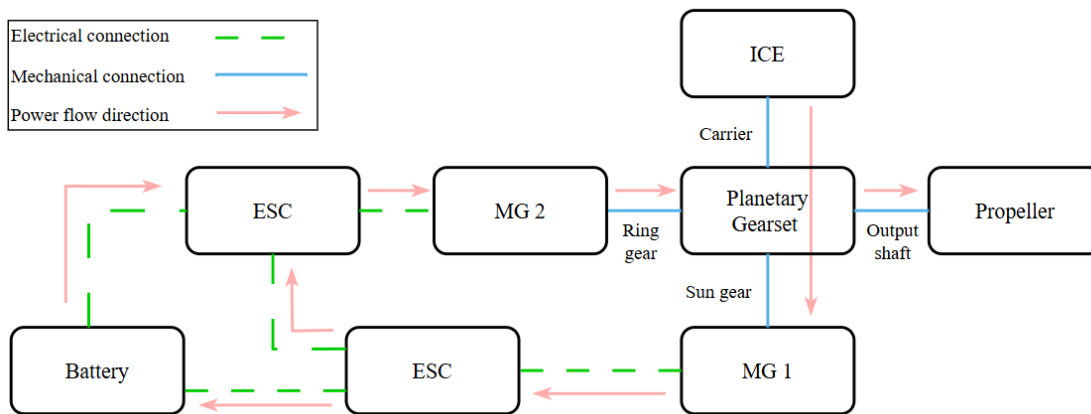 Electrical connection
Mechanical connection
Power flow direction
ICE
Carrier
ESC
MG 2
Planetary
Gearset
Propeller
Ring
gear
Output
shaft
Sun gear
Battery
ESC
MG 1